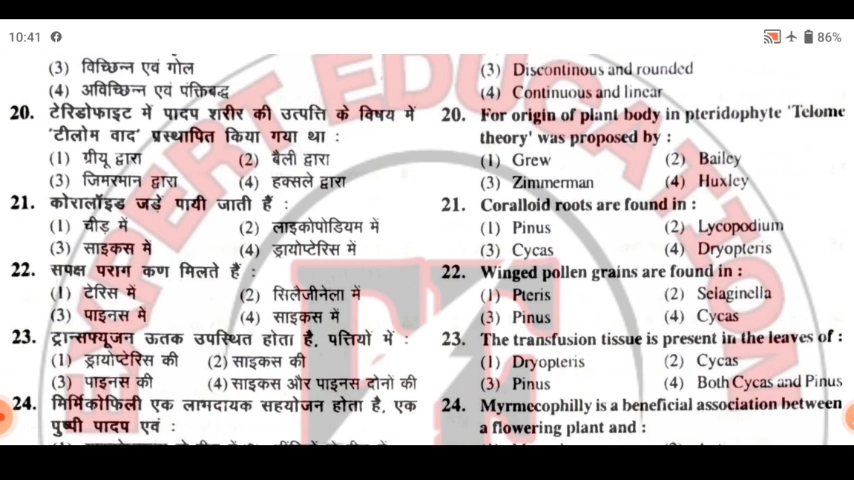 10:41
86%
(3) विच्छिन्न एवं गोल
(4) अविच्छिन्न एवं पंक्तिबद्ध
20. टेरिडोफाइट में पादप शरीर की उत्पत्ति के विषय में
'टीलोम वाद' प्रस्थापित किया गया था :
(1) ग्रीयू द्वारा (2) बैली द्वारा
(3) जिमरमान द्वारा (4) हक्सले द्वारा
21. कोरालॉइड जड़ें पायी जाती हैं :
(1) चीड़ में (2) लाइकोपोडियम में
(3) साइकस में (4) ड्रायोप्टेरिस में
22. सपक्ष पराग कण मिलते हैं :
(1) टेरिस में (2) सिलैजीनेला में
(3) पाइनस में (4) साइकस में
23. ट्रान्सफ्यूजन ऊतक उपस्थित होता है, पत्तियों में :
(1) ड्रायोप्टेरिस की (2) साइकस की
(3) पाइनस की (4) साइकस और पाइनस दोनों की
24. मिर्मिकोफिली एक लाभदायक सहयोजन होता है, एक
पुष्पी पादप एवं :
(3) Discontinous and rounded
(4) Continuous and linear
20. For origin of plant body in pteridophyte 'Telome
theory' was proposed by :
(1) Grew (2) Bailey
(3) Zimmerman (4) Huxley
21. Coralloid roots are found in :
(1) Pinus (2) Lycopodium
(3) Cycas (4) Dryopteris
22. Winged pollen grains are found in :
(1) Pteris (2) Selaginella
(3) Pinus (4) Cycas
23. The transfusion tissue is present in the leaves of :
(1) Dryopteris (2) Cycas
(3) Pinus (4) Both Cycas and Pinus
24. Myrmecophilly is a beneficial association between
a flowering plant and :
EXPERT EDUCATION